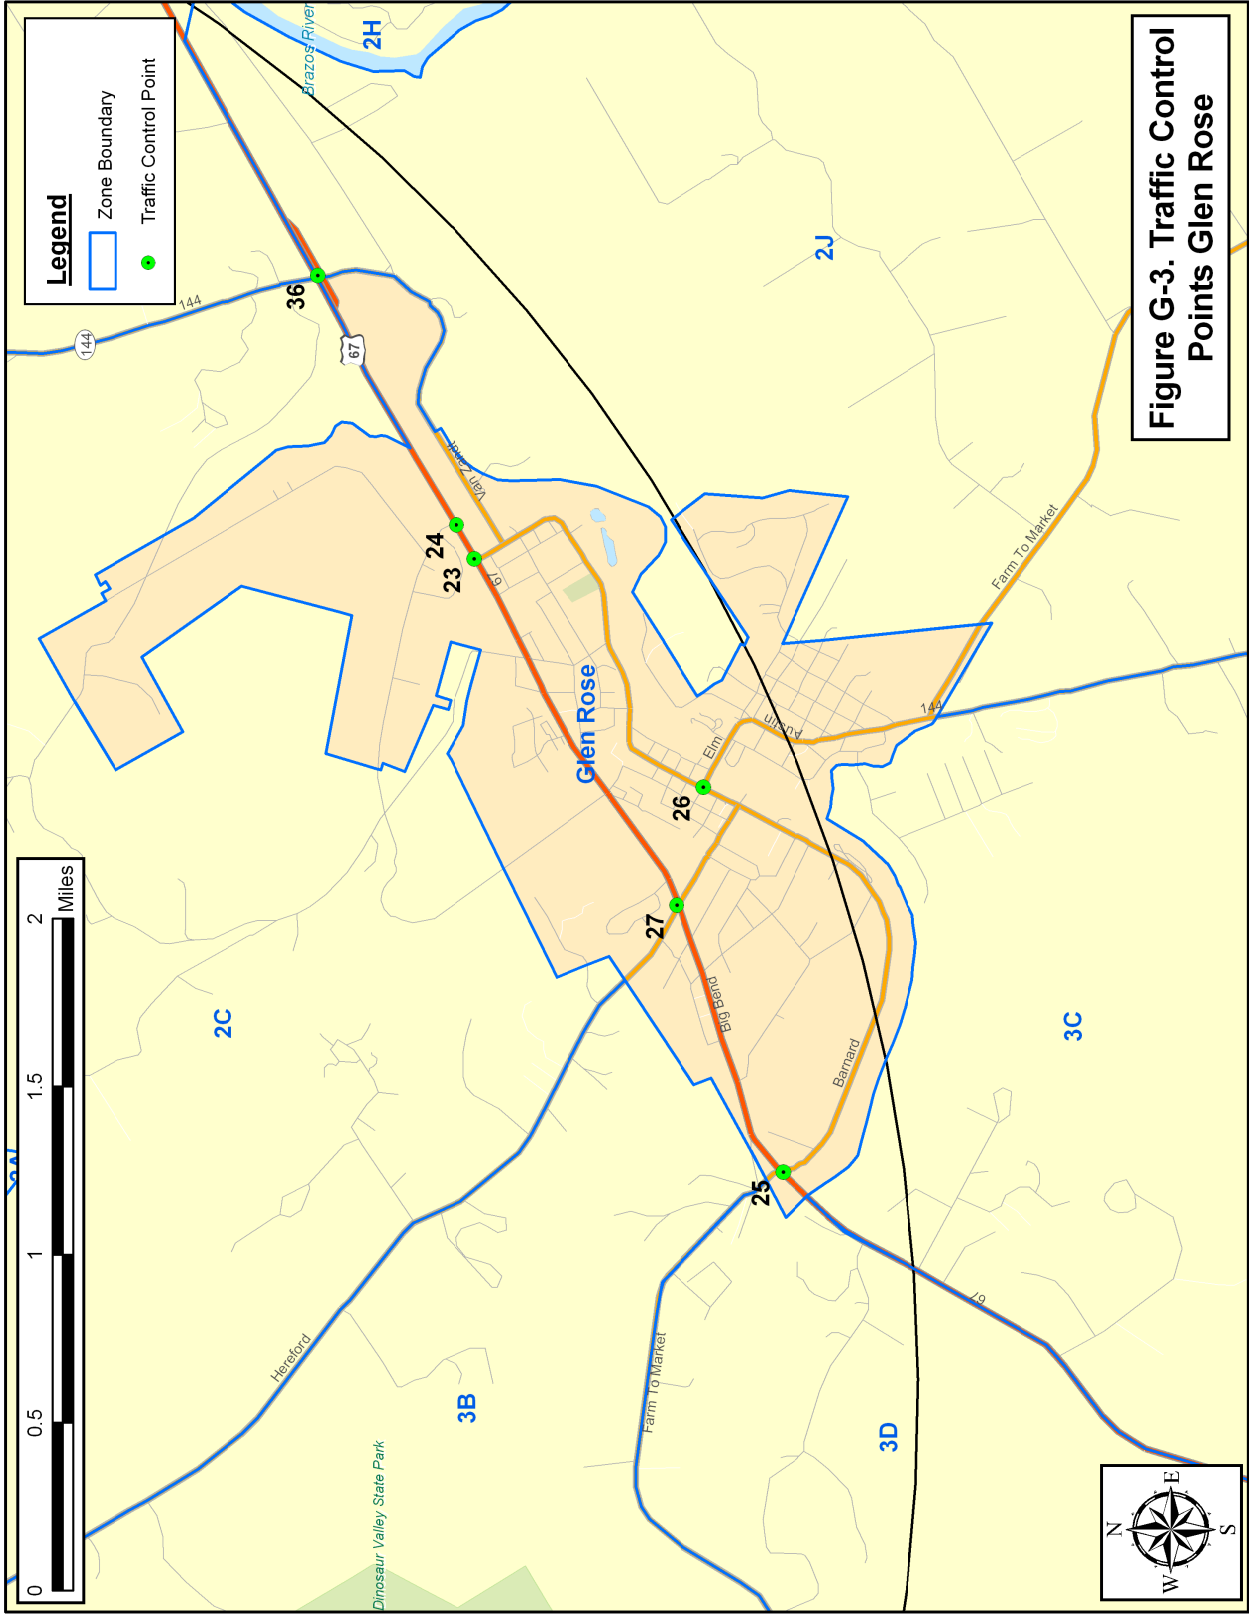 Figure G-3. Traffic Control
Points Glen Rose
Legend
Zone Boundary
Traffic Control Point
0
0.5
1
1.5
2
Miles
N
W
E
S
Brazos River
2H
2J
2C
3C
3B
3D
Glen Rose
Dinosaur Valley State Park
36
24
23
26
27
25
144
144
67
67
Van Zandt
Elm
Austin
144
Farm To Market
Big Bend
Barnard
Hereford
Farm To Market
67